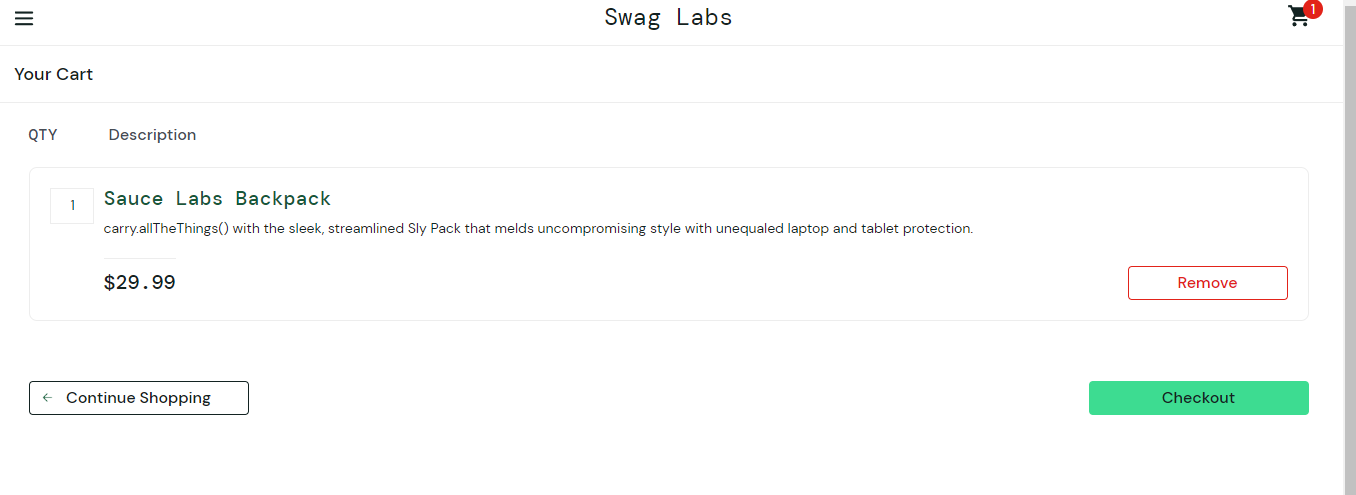 Swag Labs
1
Your Cart
QTY Description
1
Sauce Labs Backpack
carry.allTheThings() with the sleek, streamlined Sly Pack that melds uncompromising style with unequaled laptop and tablet protection.
$29.99
Remove
Continue Shopping
Checkout